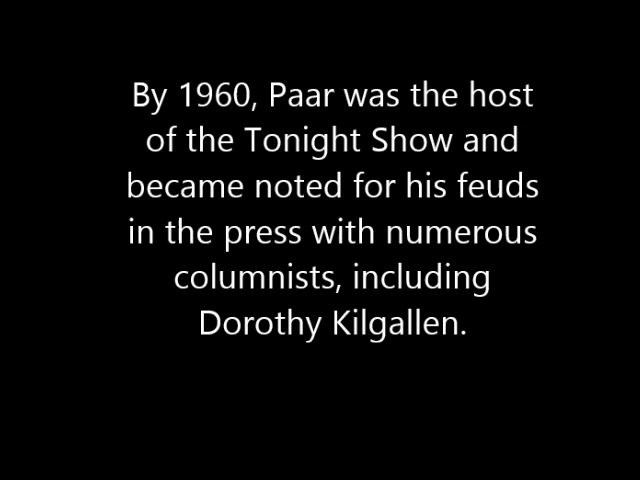 By 1960, Paar was the host
of the Tonight Show and
became noted for his feuds
in the press with numerous
columnists, including
Dorothy Kilgallen.